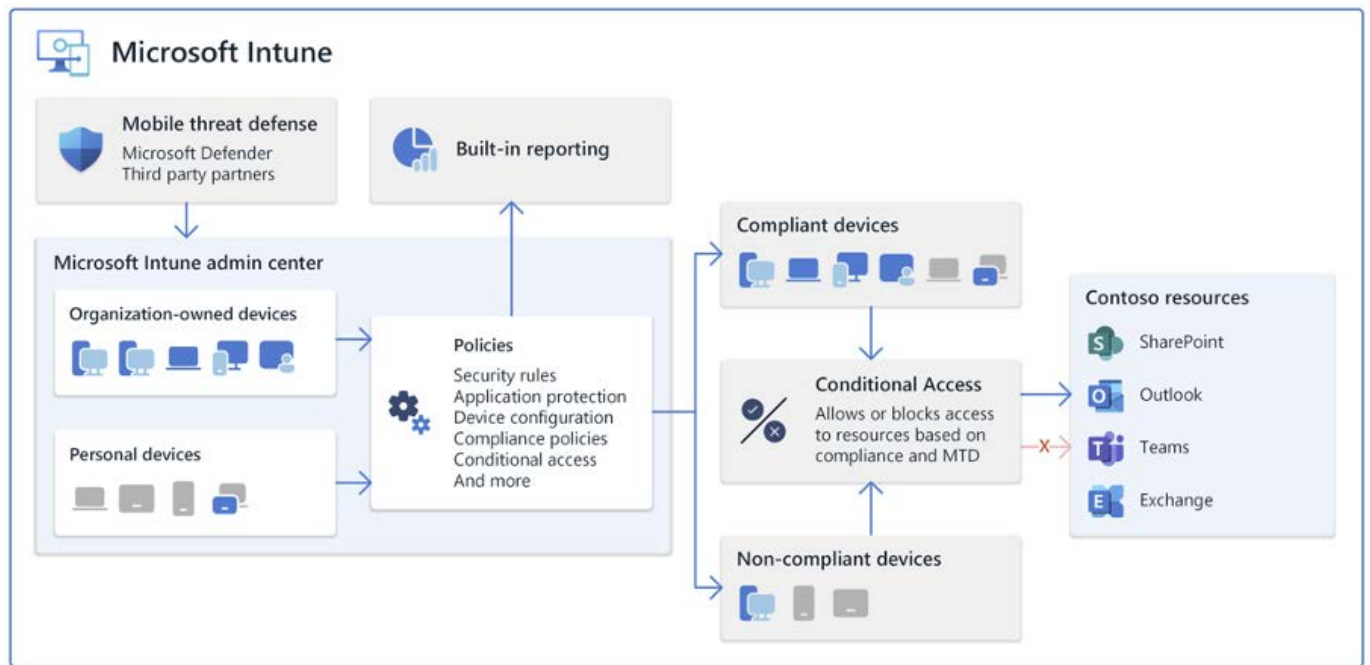 Microsoft Intune
Mobile threat defense
Microsoft Defender
Third party partners
Built-in reporting
Microsoft Intune admin center
Organization-owned devices
Personal devices
Policies
Security rules
Application protection
Device configuration
Compliance policies
Conditional access
And more
Compliant devices
Conditional Access
Allows or blocks access
to resources based on
compliance and MTD
Non-compliant devices
X
Contoso resources
S
SharePoint
O
Outlook
T
Teams
E
Exchange